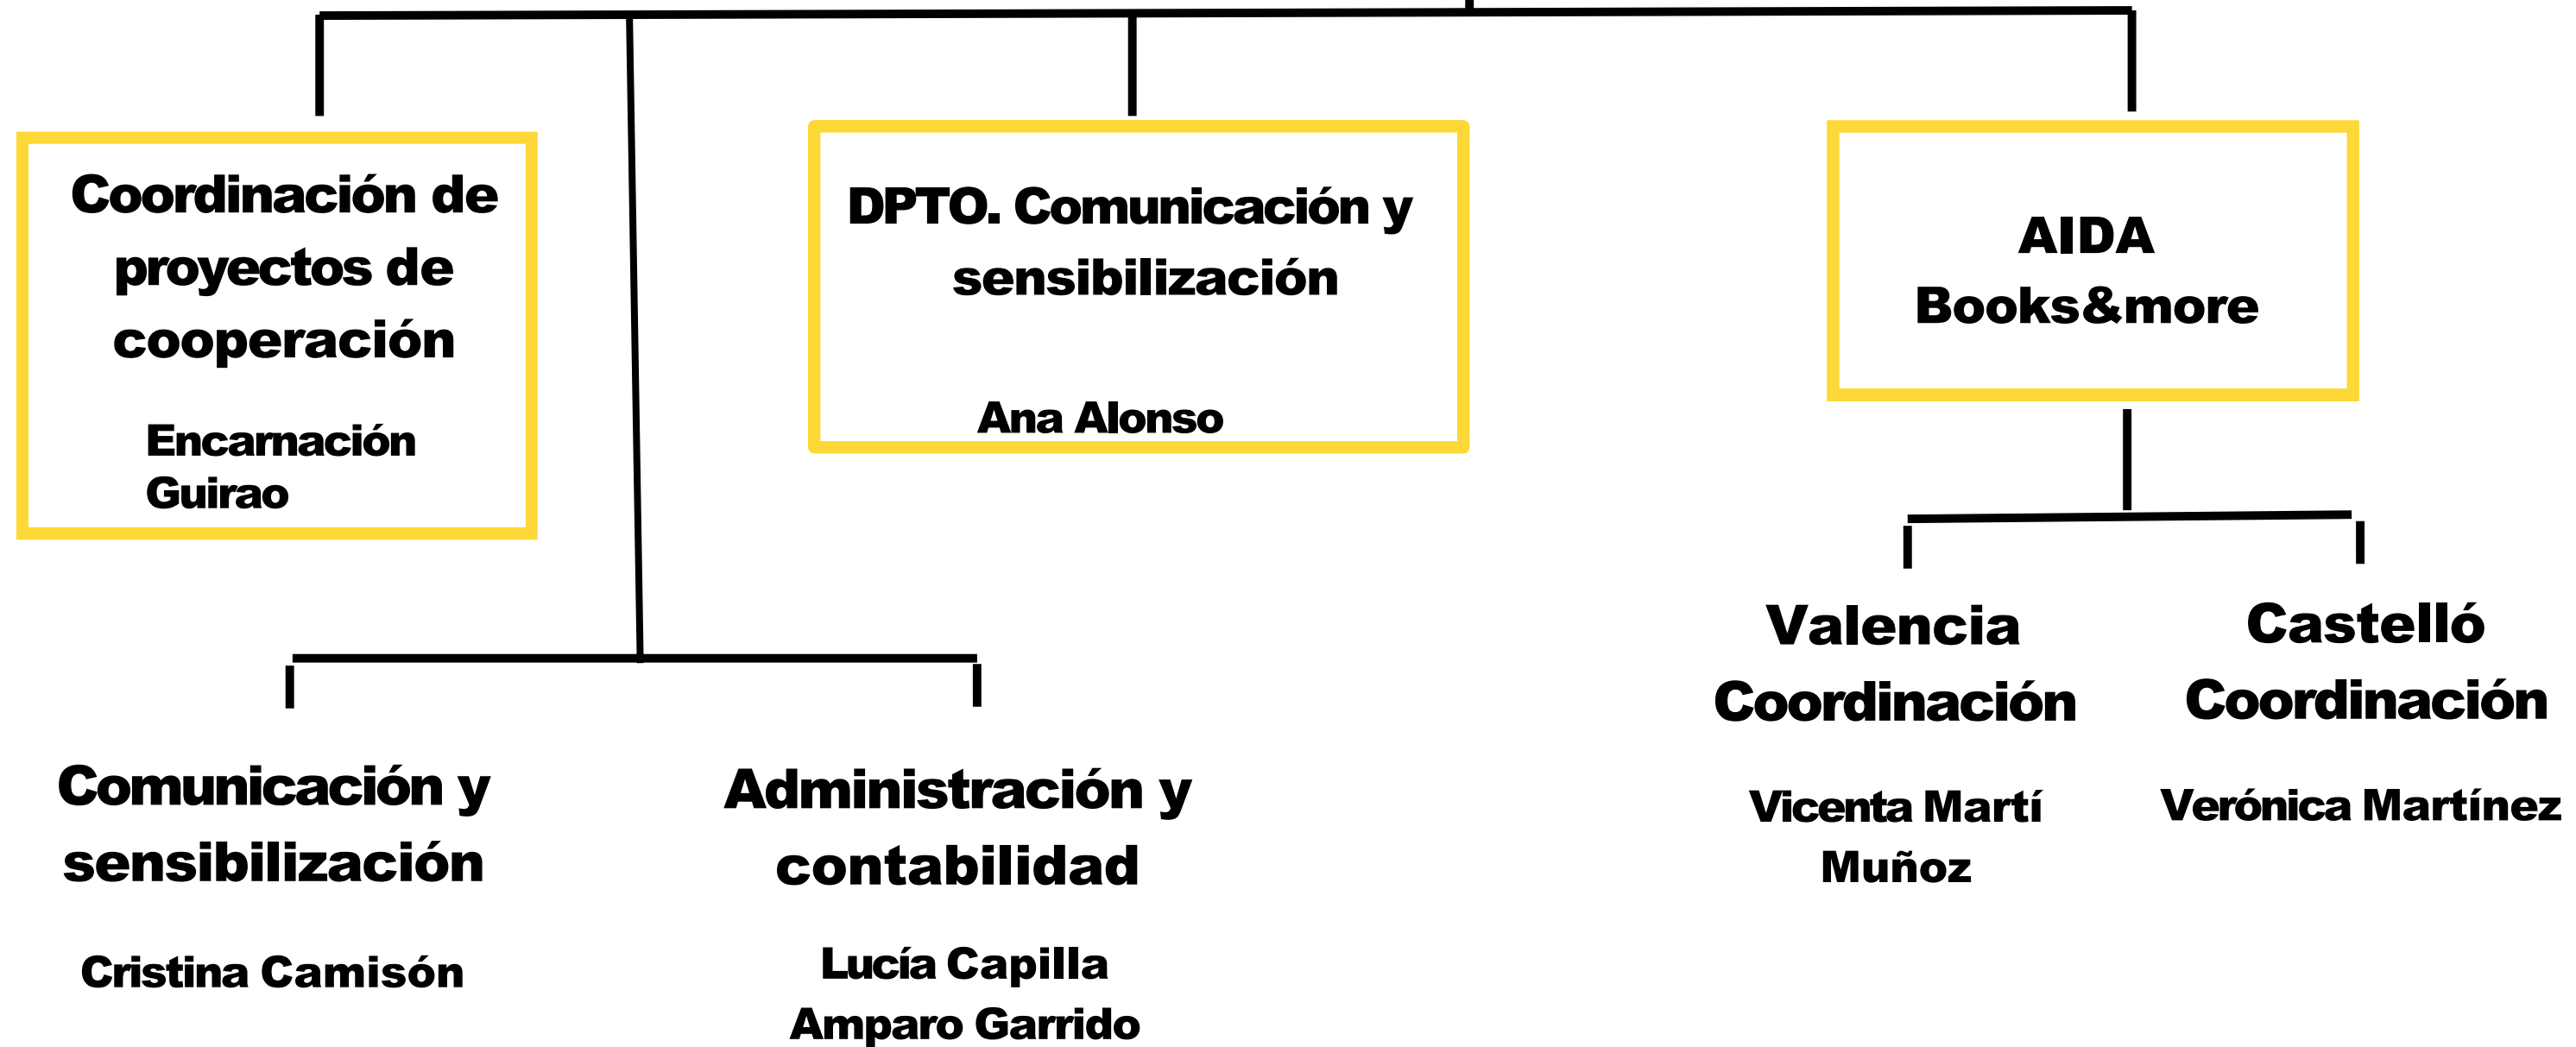 Coordinación de
proyectos de
cooperación
Encarnación
Guirao
DPTO. Comunicación y
sensibilización
Ana Alonso
AIDA
Books&more
Comunicación y
sensibilización
Cristina Camisón
Administración y
contabilidad
Lucía Capilla
Amparo Garrido
Valencia
Coordinación
Vicenta Martí
Muñoz
Castelló
Coordinación
Verónica Martínez